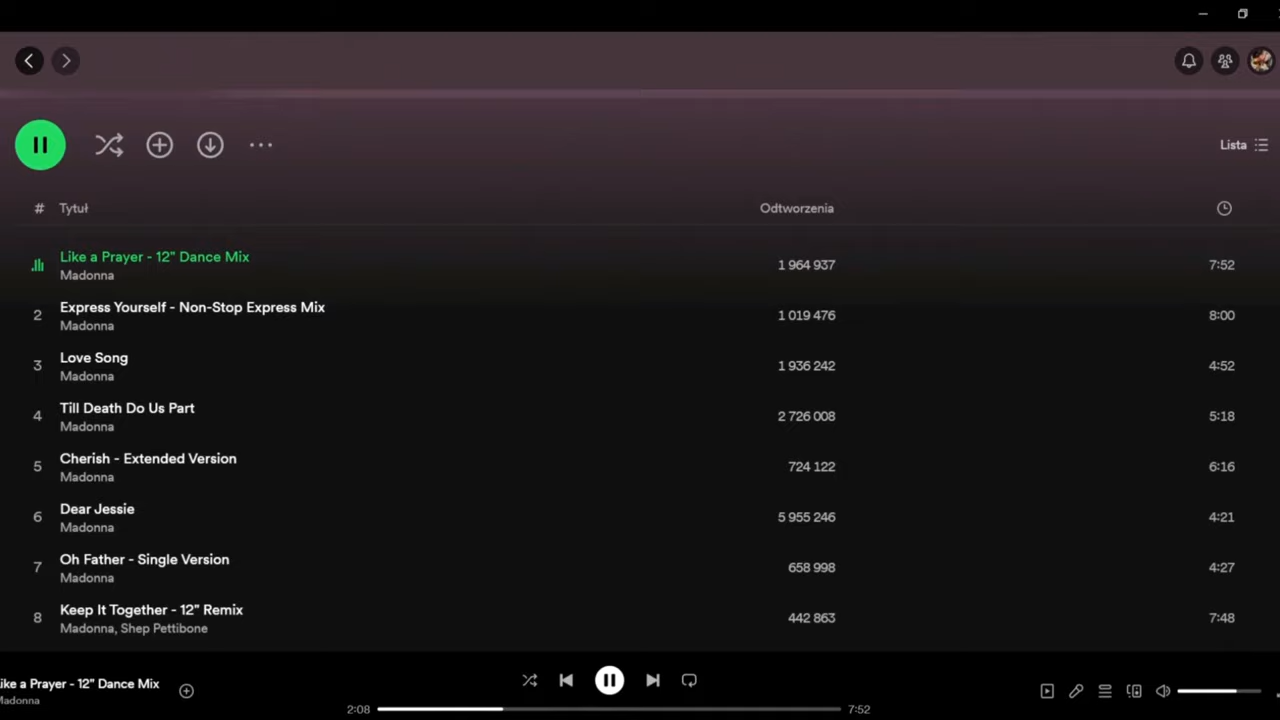 Lista
# Tytuł Odtworzenia
Like a Prayer - 12" Dance Mix
Madonna
1 964 937
7:52
2
Express Yourself - Non-Stop Express Mix
Madonna
1 019 476
8:00
3
Love Song
Madonna
1 936 242
4:52
4
Till Death Do Us Part
Madonna
2 726 008
5:18
5
Cherish - Extended Version
Madonna
724 122
6:16
6
Dear Jessie
Madonna
5 955 246
4:21
7
Oh Father - Single Version
Madonna
658 998
4:27
8
Keep It Together - 12" Remix
Madonna, Shep Pettibone
442 863
7:48
ike a Prayer - 12" Dance Mix
Madonna
2:08
7:52